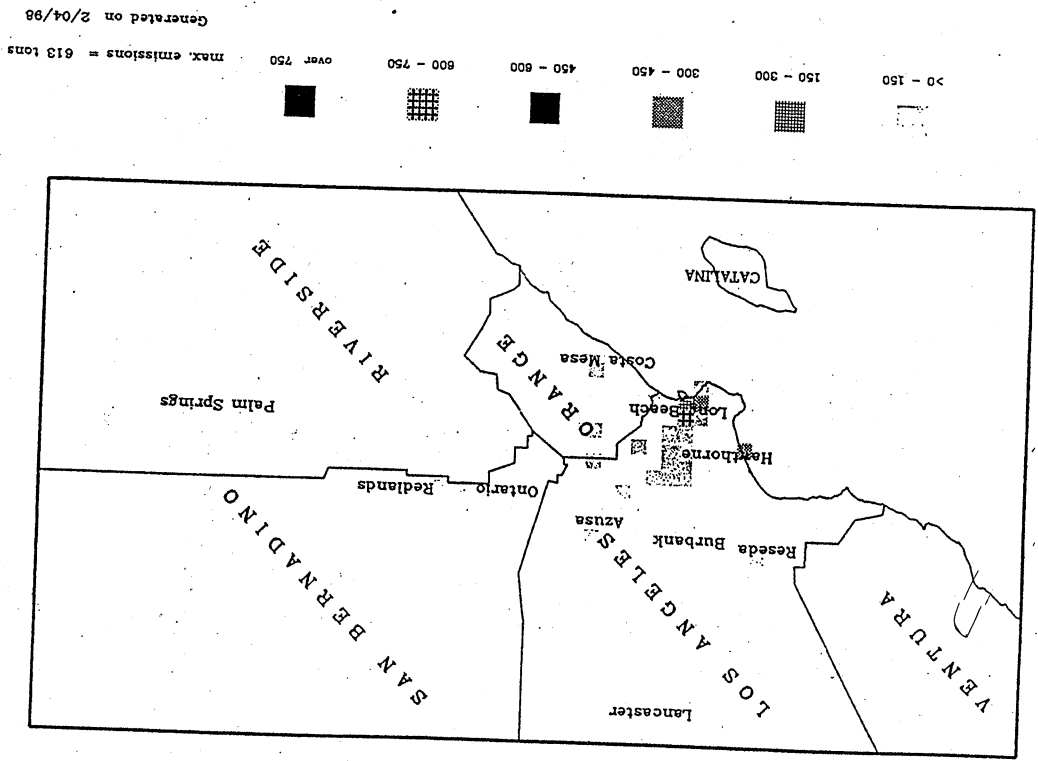 Lancaster
VENTURA
LOS ANGELES
SAN BERNADINO
Reseda
Burbank
Azusa
Ontario
Redlands
Hawthorne
Long Beach
ORANGE
Costa Mesa
Palm Springs
RIVERSIDE
CATALINA
>0 - 150
150 - 300
300 - 450
450 - 600
600 - 750
over 750
max. emissions = 613 tons
Generated on 2/04/98